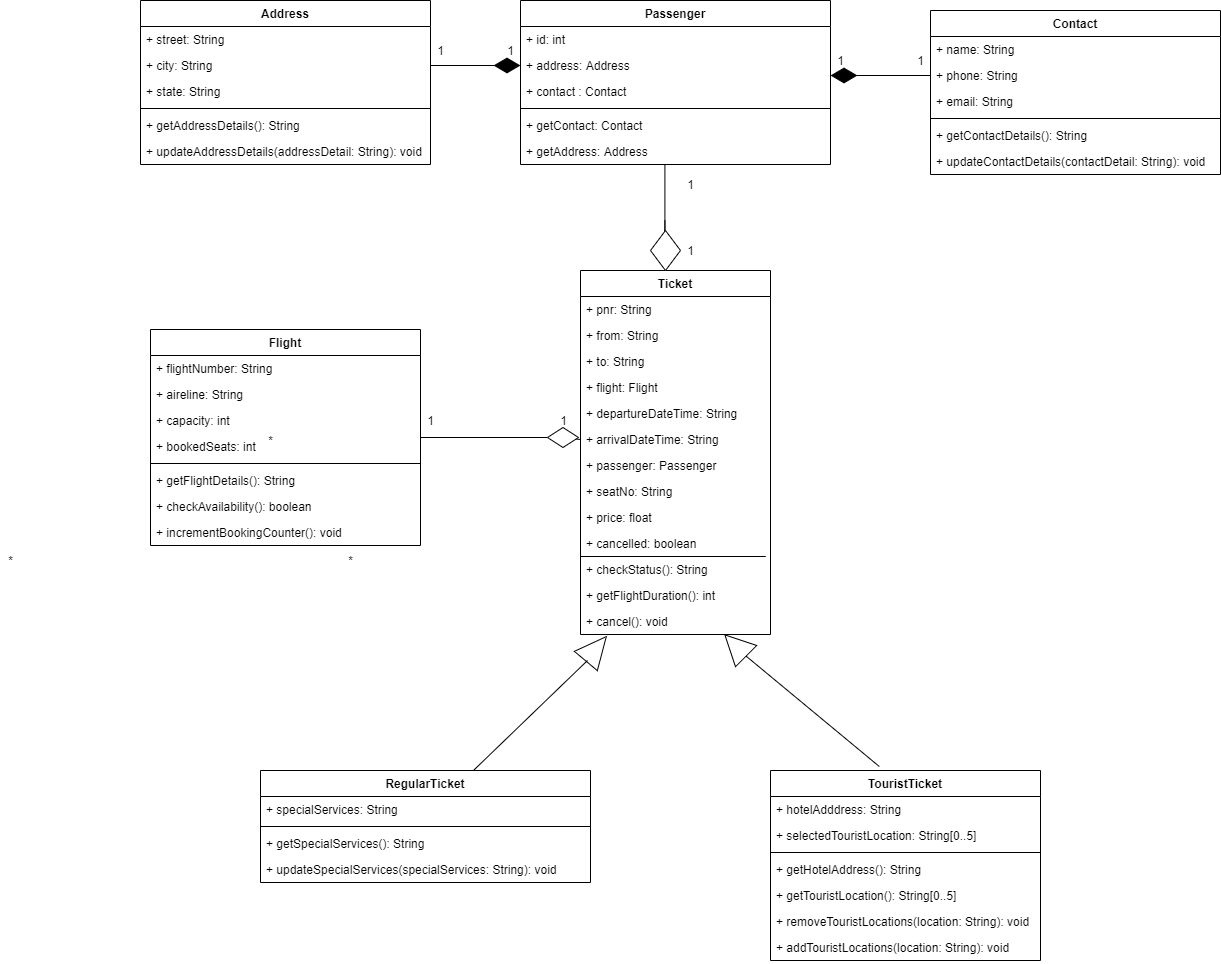 Address
+ street: String
+ city: String
+ state: String
+ getAddressDetails(): String
+ updateAddressDetails(addressDetail: String): void
1
1
Passenger
+ id: int
+ address: Address
+ contact : Contact
+ getContact: Contact
+ getAddress: Address
1
1
Contact
+ name: String
+ phone: String
+ email: String
+ getContactDetails(): String
+ updateContactDetails(contactDetail: String): void
1
1
Flight
+ flightNumber: String
+ aireline: String
+ capacity: int
+ bookedSeats: int
*
+ getFlightDetails(): String
+ checkAvailability(): boolean
+ incrementBookingCounter(): void
*
*
1
1
Ticket
+ pnr: String
+ from: String
+ to: String
+ flight: Flight
+ departureDateTime: String
+ arrivalDateTime: String
+ passenger: Passenger
+ seatNo: String
+ price: float
+ cancelled: boolean
+ checkStatus(): String
+ getFlightDuration(): int
+ cancel(): void
RegularTicket
+ specialServices: String
+ getSpecialServices(): String
+ updateSpecialServices(specialServices: String): void
TouristTicket
+ hotelAdddress: String
+ selectedTouristLocation: String[0..5]
+ getHotelAddress(): String
+ getTouristLocation(): String[0..5]
+ removeTouristLocations(location: String): void
+ addTouristLocations(location: String): void